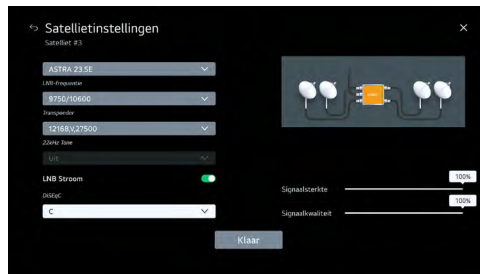 Satellietinstellingen
Satelliet #3
ASTRA 23.5E
LNB-frequentie
9750/10600
Transponder
12168,V,27500
22kHz Tone
Uit
LNB Stroom
DiSEqC
C
100%
Signaalsterkte
100%
Signaalkwaliteit
Klaar